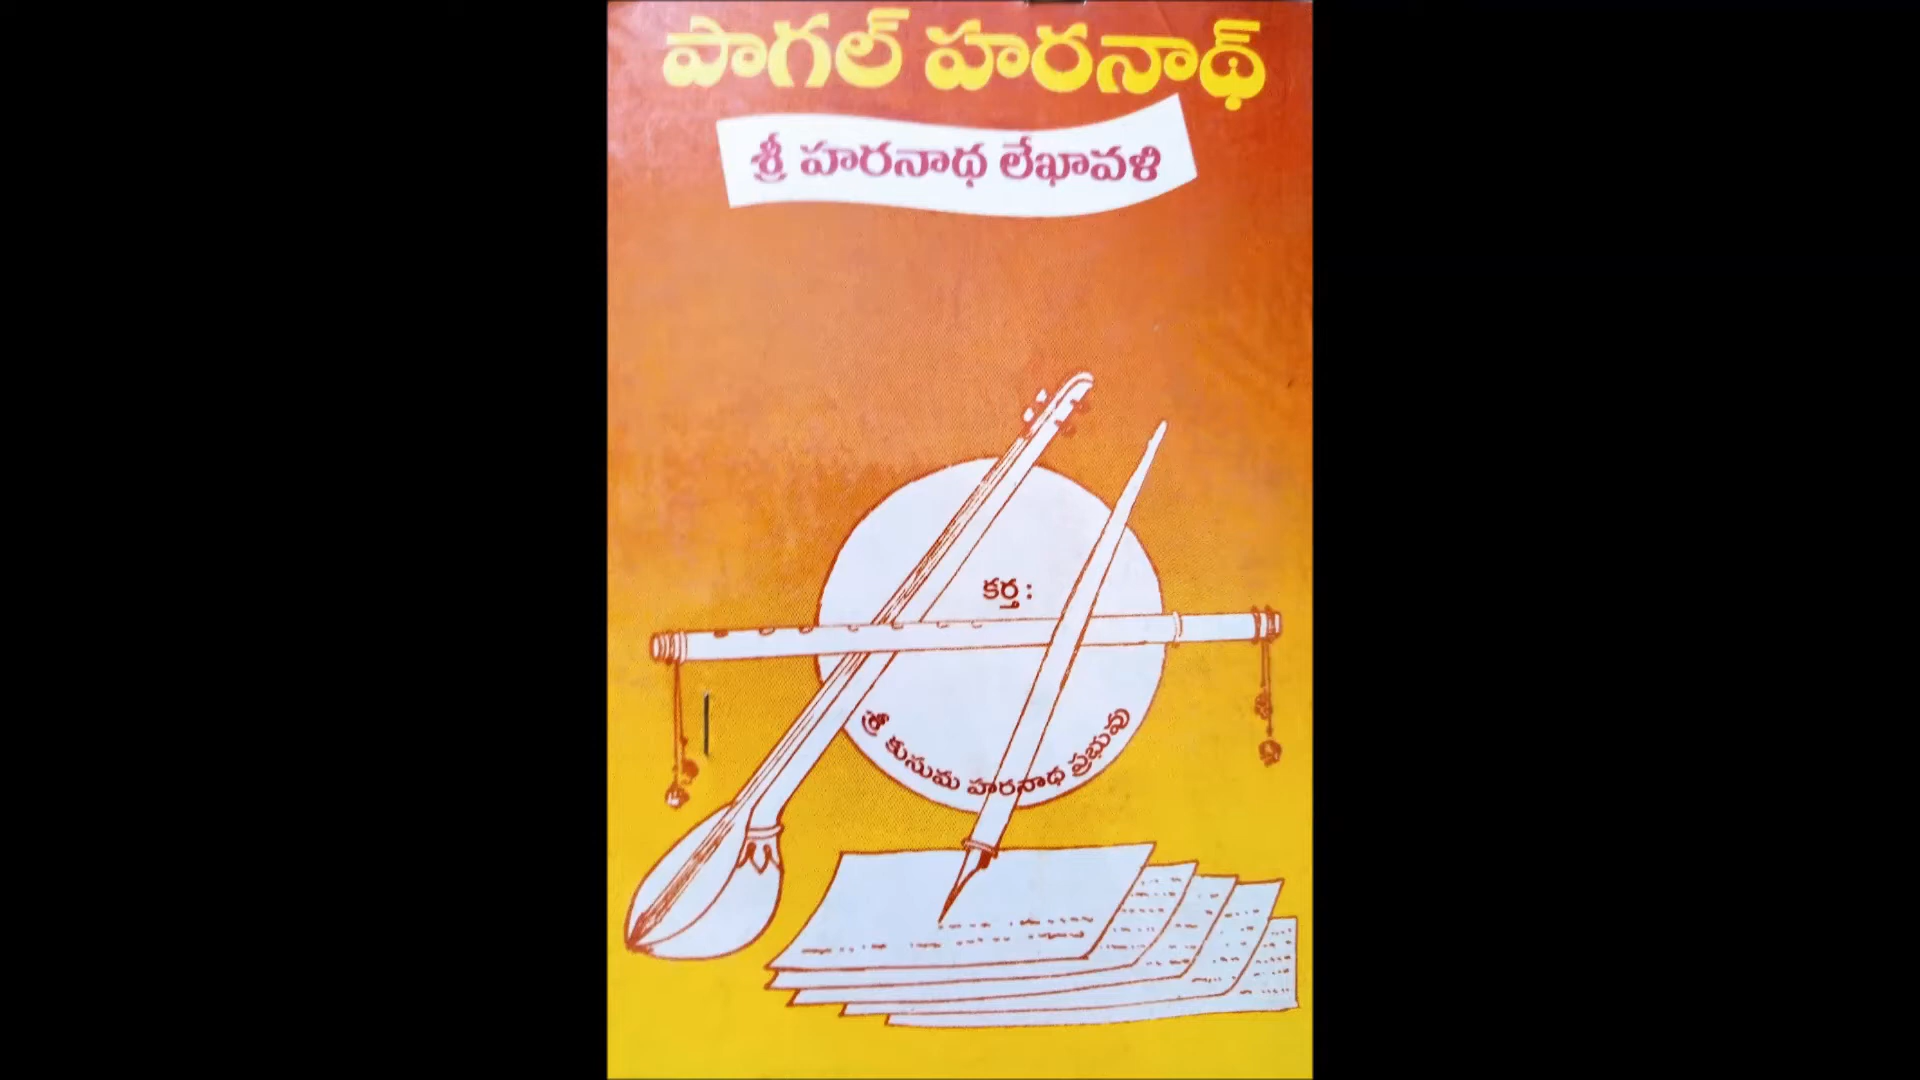 పాగల్ హరనాథ్
శ్రీ హరనాథ లేఖావళి
కర్త :
శ్రీ కుసుమ హరనాథ ప్రభువు